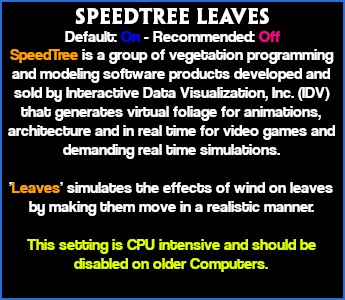 SPEEDTREE LEAVES
Default: On - Recommended: Off
SpeedTree is a group of vegetation programming
and modeling software products developed and
sold by Interactive Data Visualization, Inc. (IDV)
that generates virtual foliage for animations,
architecture and in real time for video games and
demanding real time simulations.
'Leaves' simulates the effects of wind on leaves
by making them move in a realistic manner.
This setting is CPU intensive and should be
disabled on older Computers.